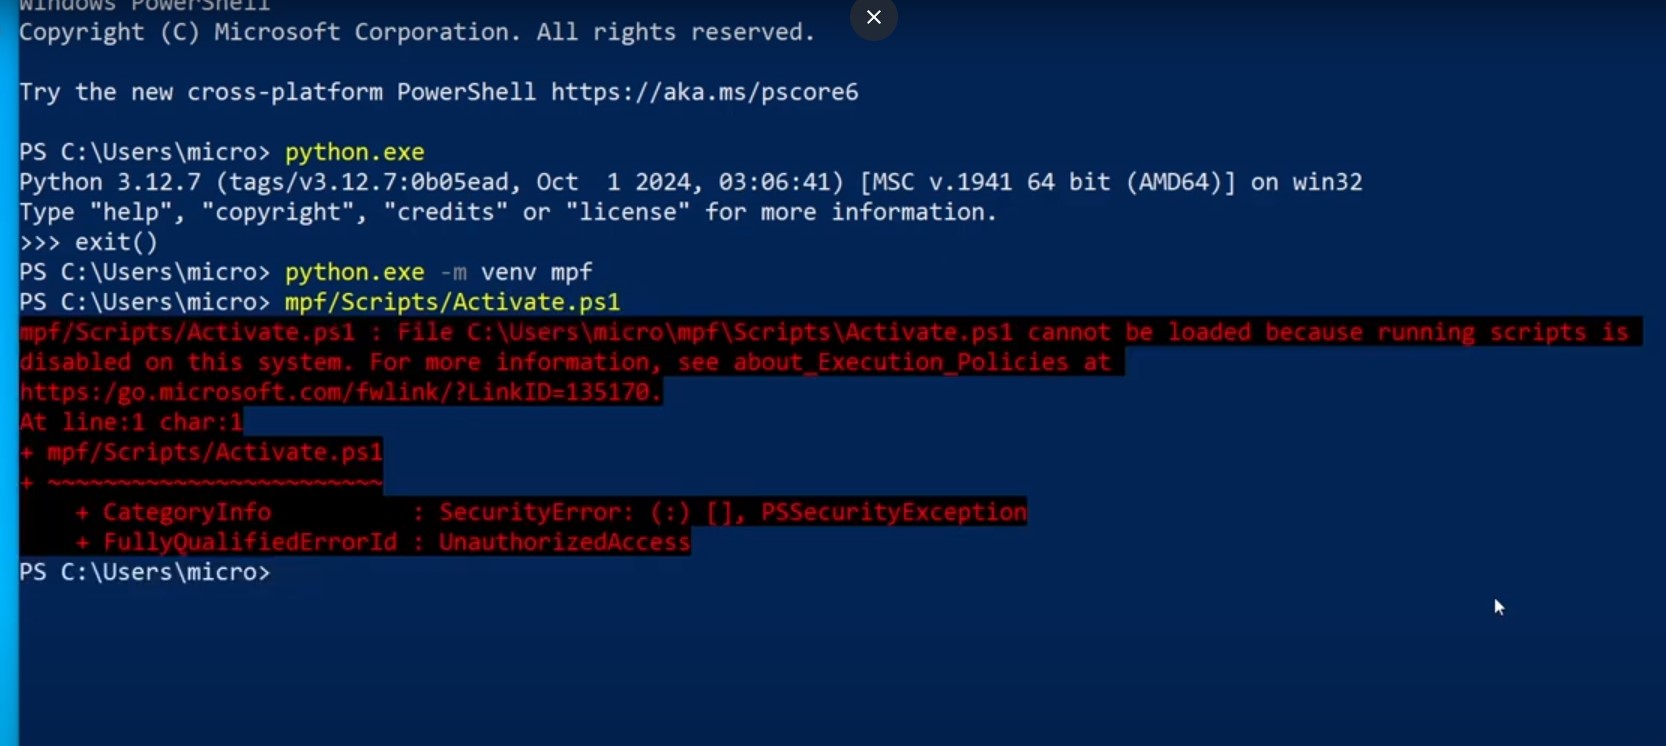 Windows PowerShell
Copyright (C) Microsoft Corporation. All rights reserved.
Try the new cross-platform PowerShell https://aka.ms/pscore6
PS C:\Users\micro> python.exe
Python 3.12.7 (tags/v3.12.7:0b05ead, Oct  1 2024, 03:06:41) [MSC v.1941 64 bit (AMD64)] on win32
Type "help", "copyright", "credits" or "license" for more information.
>>> exit()
PS C:\Users\micro> python.exe -m venv mpf
PS C:\Users\micro> mpf/Scripts/Activate.ps1
mpf/Scripts/Activate.ps1 : File C:\Users\micro\mpf\Scripts\Activate.ps1 cannot be loaded because running scripts is
disabled on this system. For more information, see about_Execution_Policies at
https:/go.microsoft.com/fwlink/?LinkID=135170.
At line:1 char:1
+ mpf/Scripts/Activate.ps1
+ ~~~~~~~~~~~~~~~~~~~~~~~~
    + CategoryInfo          : SecurityError: (:) [], PSSecurityException
    + FullyQualifiedErrorId : UnauthorizedAccess
PS C:\Users\micro>